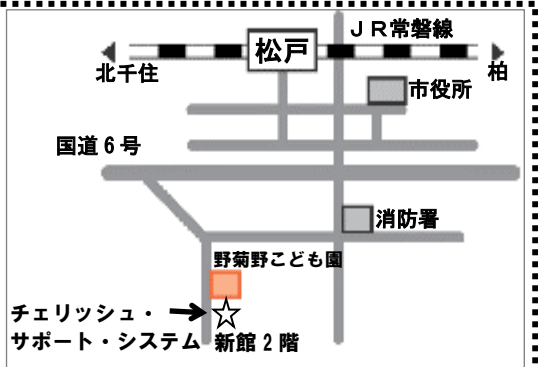 JR常磐線
松戸
北千住
柏
市役所
国道6号
消防署
野菊野こども園
チェリッシュ・
サポート・システム
新館2階